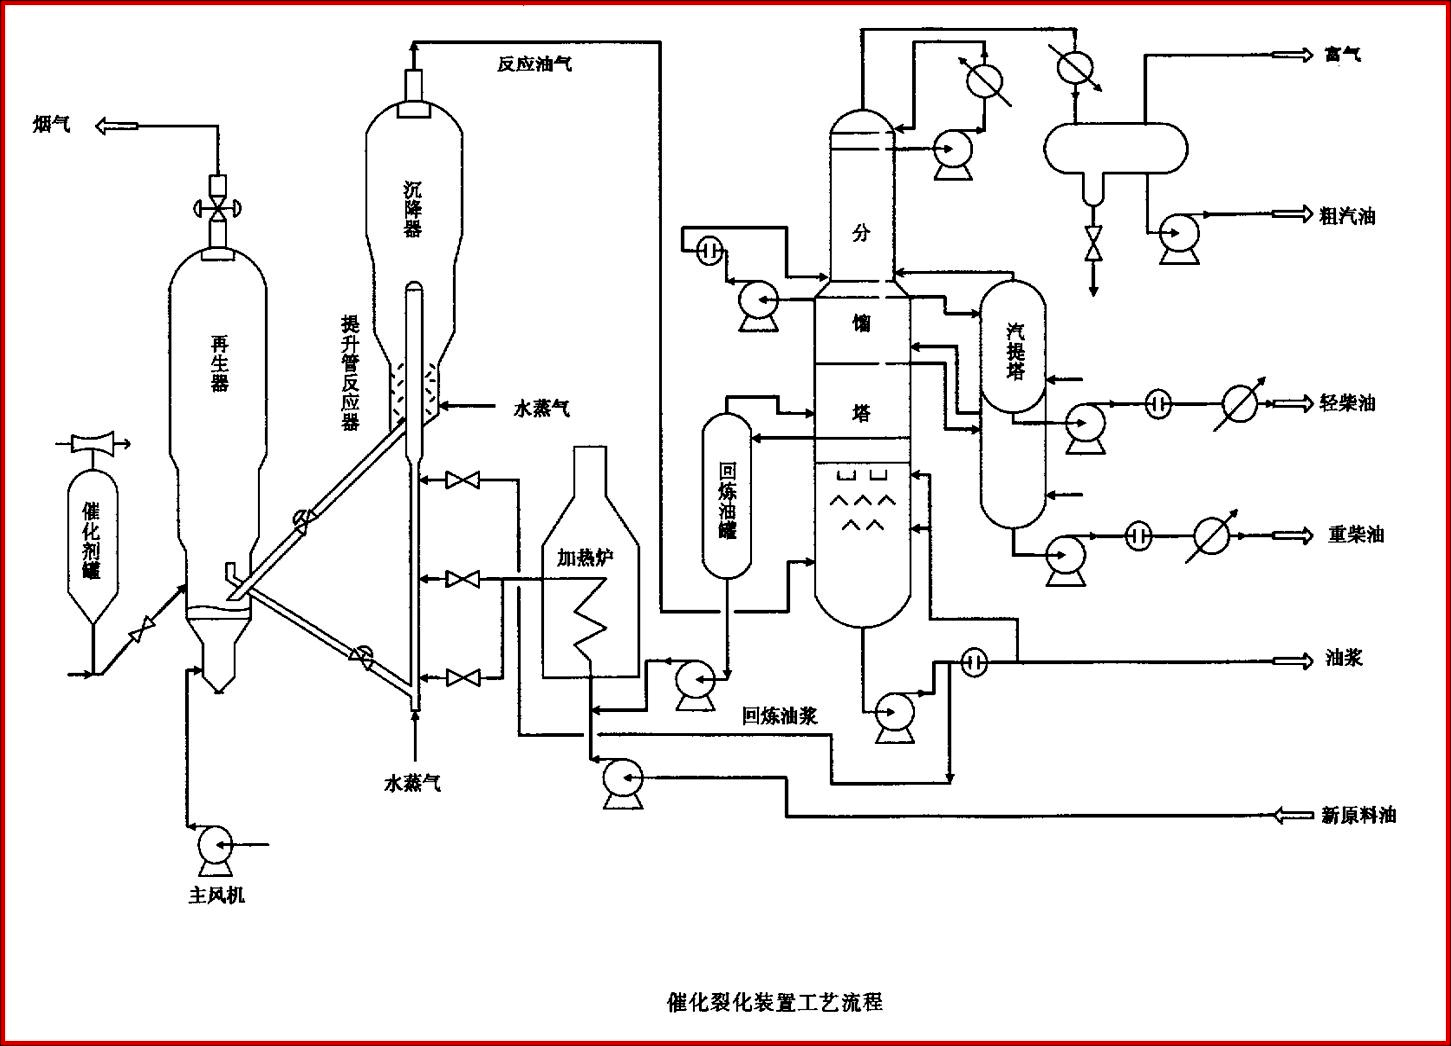 反应油气
富气
烟气
沉降器
粗汽油
分
馏
塔
提升管反应器
再生器
汽提塔
水蒸气
轻柴油
回炼油罐
催化剂罐
加热炉
重柴油
油浆
回炼油浆
水蒸气
新原料油
主风机
催化裂化装置工艺流程